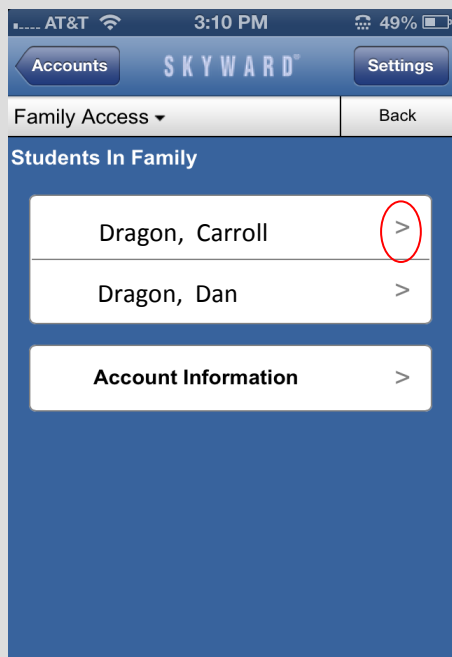 AT&T 3:10 PM 49%
Accounts SKYWARD Settings
Family Access Back
Students In Family
Dragon, Carroll >
Dragon, Dan >
Account Information >